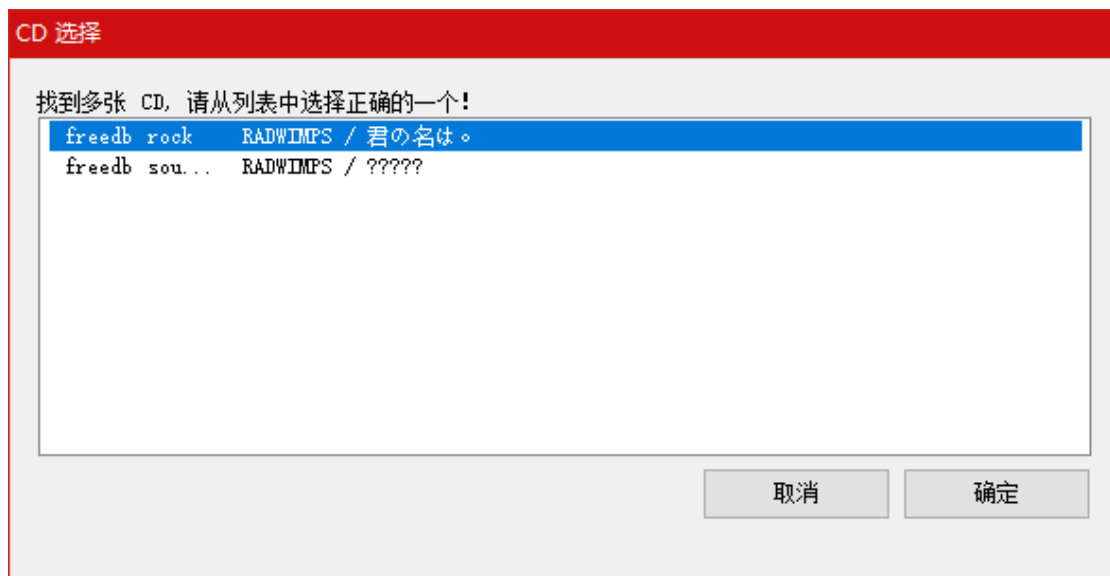 CD 选择
找到多张 CD, 请从列表中选择正确的一个!
freedb rock RADWIMPS / 君の名は。
freedb sou... RADWIMPS / ?????
取消 确定